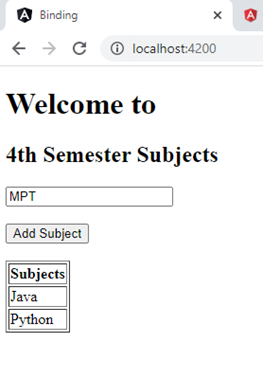 Binding
localhost:4200
Welcome to
4th Semester Subjects
MPT
Add Subject
Subjects
Java
Python